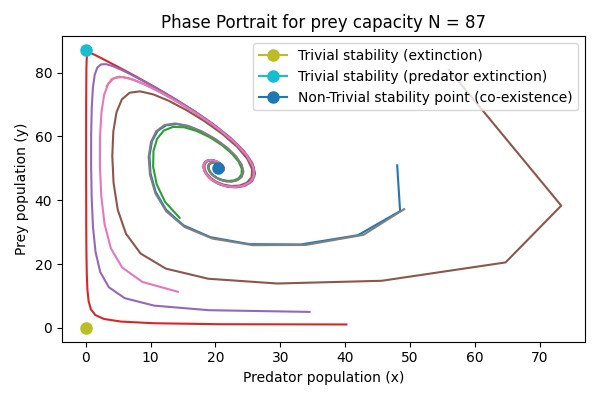 Phase Portrait for prey capacity N = 87
Trivial stability (extinction)
Trivial stability (predator extinction)
Non-Trivial stability point (co-existence)
Prey population (y)
80
60
40
20
0
0 10 20 30 40 50 60 70
Predator population (x)